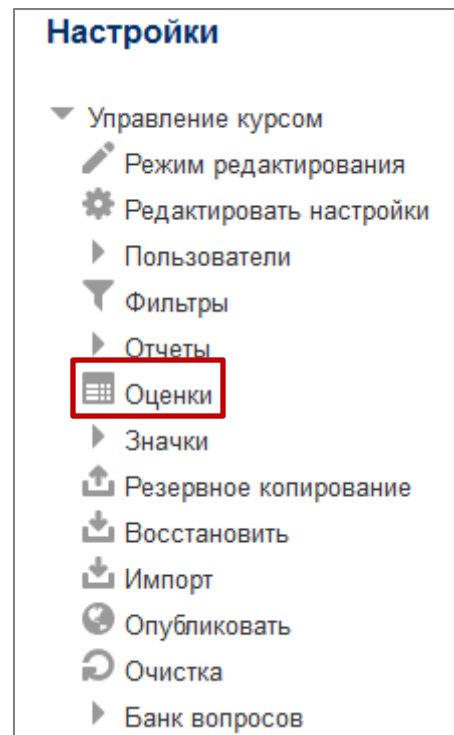 Настройки
Управление курсом
Режим редактирования
Редактировать настройки
Пользователи
Фильтры
Отчеты
Оценки
Значки
Резервное копирование
Восстановить
Импорт
Опубликовать
Очистка
Банк вопросов